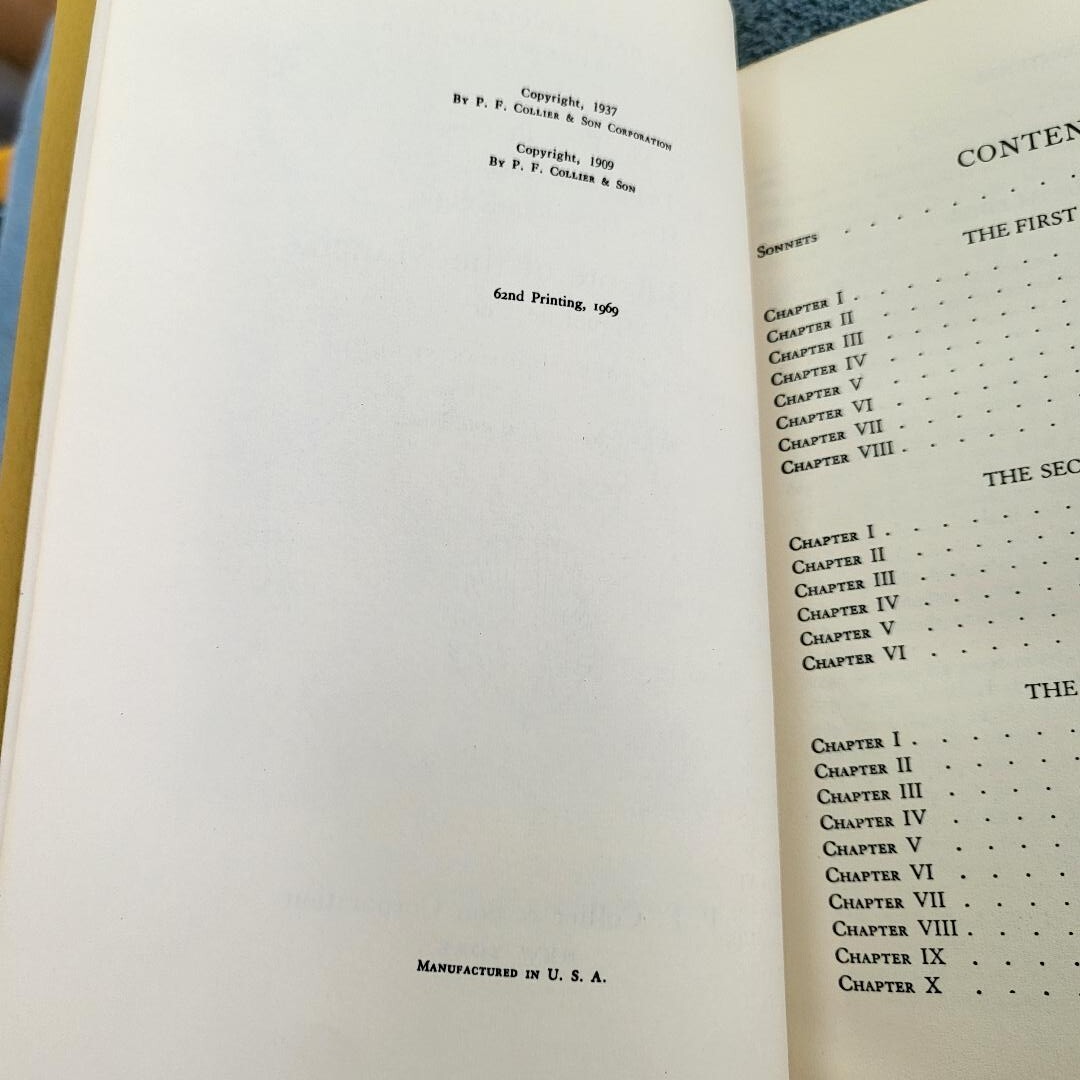 Copyright, 1937
By P. F. Collier & Son Corporation
Copyright, 1909
By P. F. Collier & Son
62nd Printing, 1969
Manufactured in U. S. A.
CONTEN
Sonnets . . . . . . . .
THE FIRST
Chapter I . . . . . . . .
Chapter II . . . . . . .
Chapter III . . . . . . .
Chapter IV . . . . . . .
Chapter V . . . . . . .
Chapter VI . . . . . . .
Chapter VII . . . . . . .
Chapter VIII . . . . . .
THE SEC
Chapter I . . . . . . .
Chapter II . . . . . .
Chapter III . . . . . .
Chapter IV . . . . . .
Chapter V . . . . . .
Chapter VI . . . . .
THE
Chapter I . . . . . .
Chapter II . . . . .
Chapter III . . . . .
Chapter IV . . . . .
Chapter V . . . .
Chapter VI . . . .
Chapter VII . . . .
Chapter VIII . . . .
Chapter IX . . . .
Chapter X . . . .